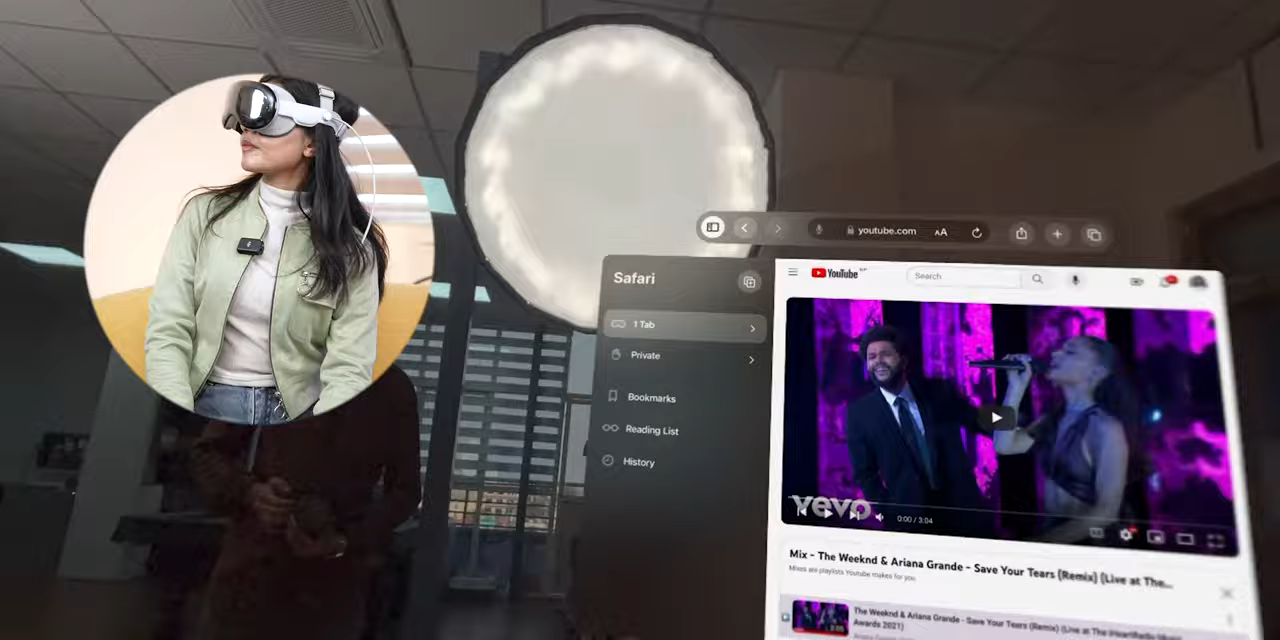 youtube.com
AA
Safari
1 Tab
Private
Bookmarks
Reading List
History
YouTube
Search
vevo
0:00 / 3:04
Mix - The Weeknd & Ariana Grande - Save Your Tears (Remix) (Live at The...
Mixes are playlists Youtube makes for you
The Weeknd & Ariana Grande - Save Your Tears (Remix) (Live at The iHeartRadio Music
Awards 2021)
3:05